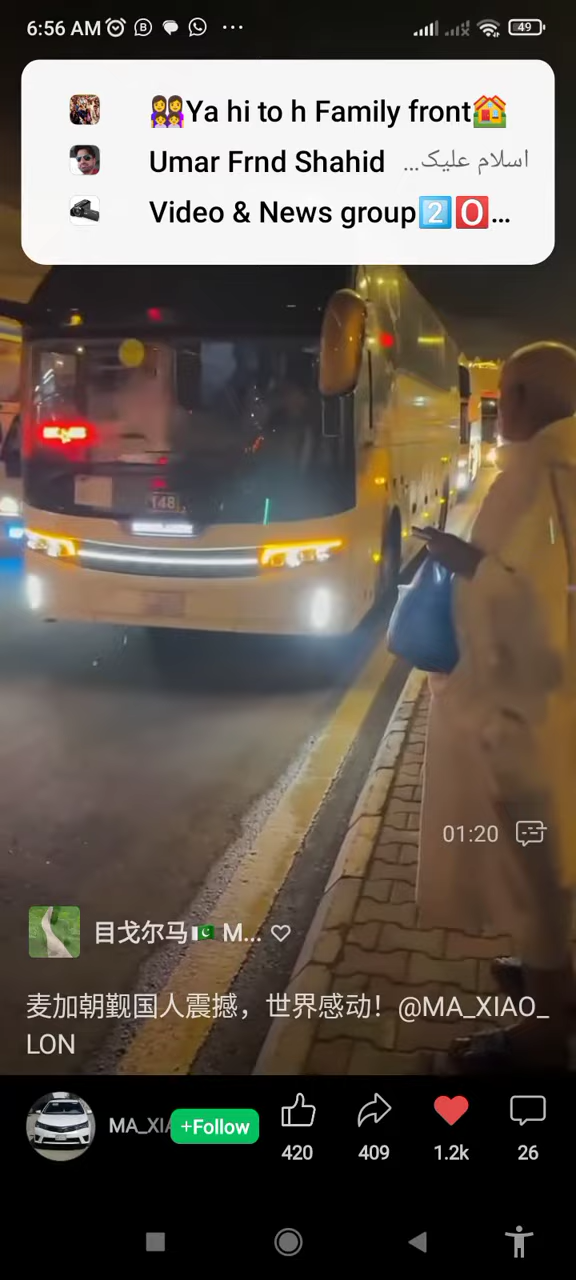 6:56 AM
49
👩‍👩‍👧‍👧Ya hi to h Family front🏠
Umar Frnd Shahid اسلام علیک...
Video & News group2️⃣🅾️...
148
01:20
目戈尔马🇵🇰 M... ♡
麦加朝觐国人震撼，世界感动！@MA_XIAO_
LON
MA_XIA
+Follow
420
409
1.2k
26